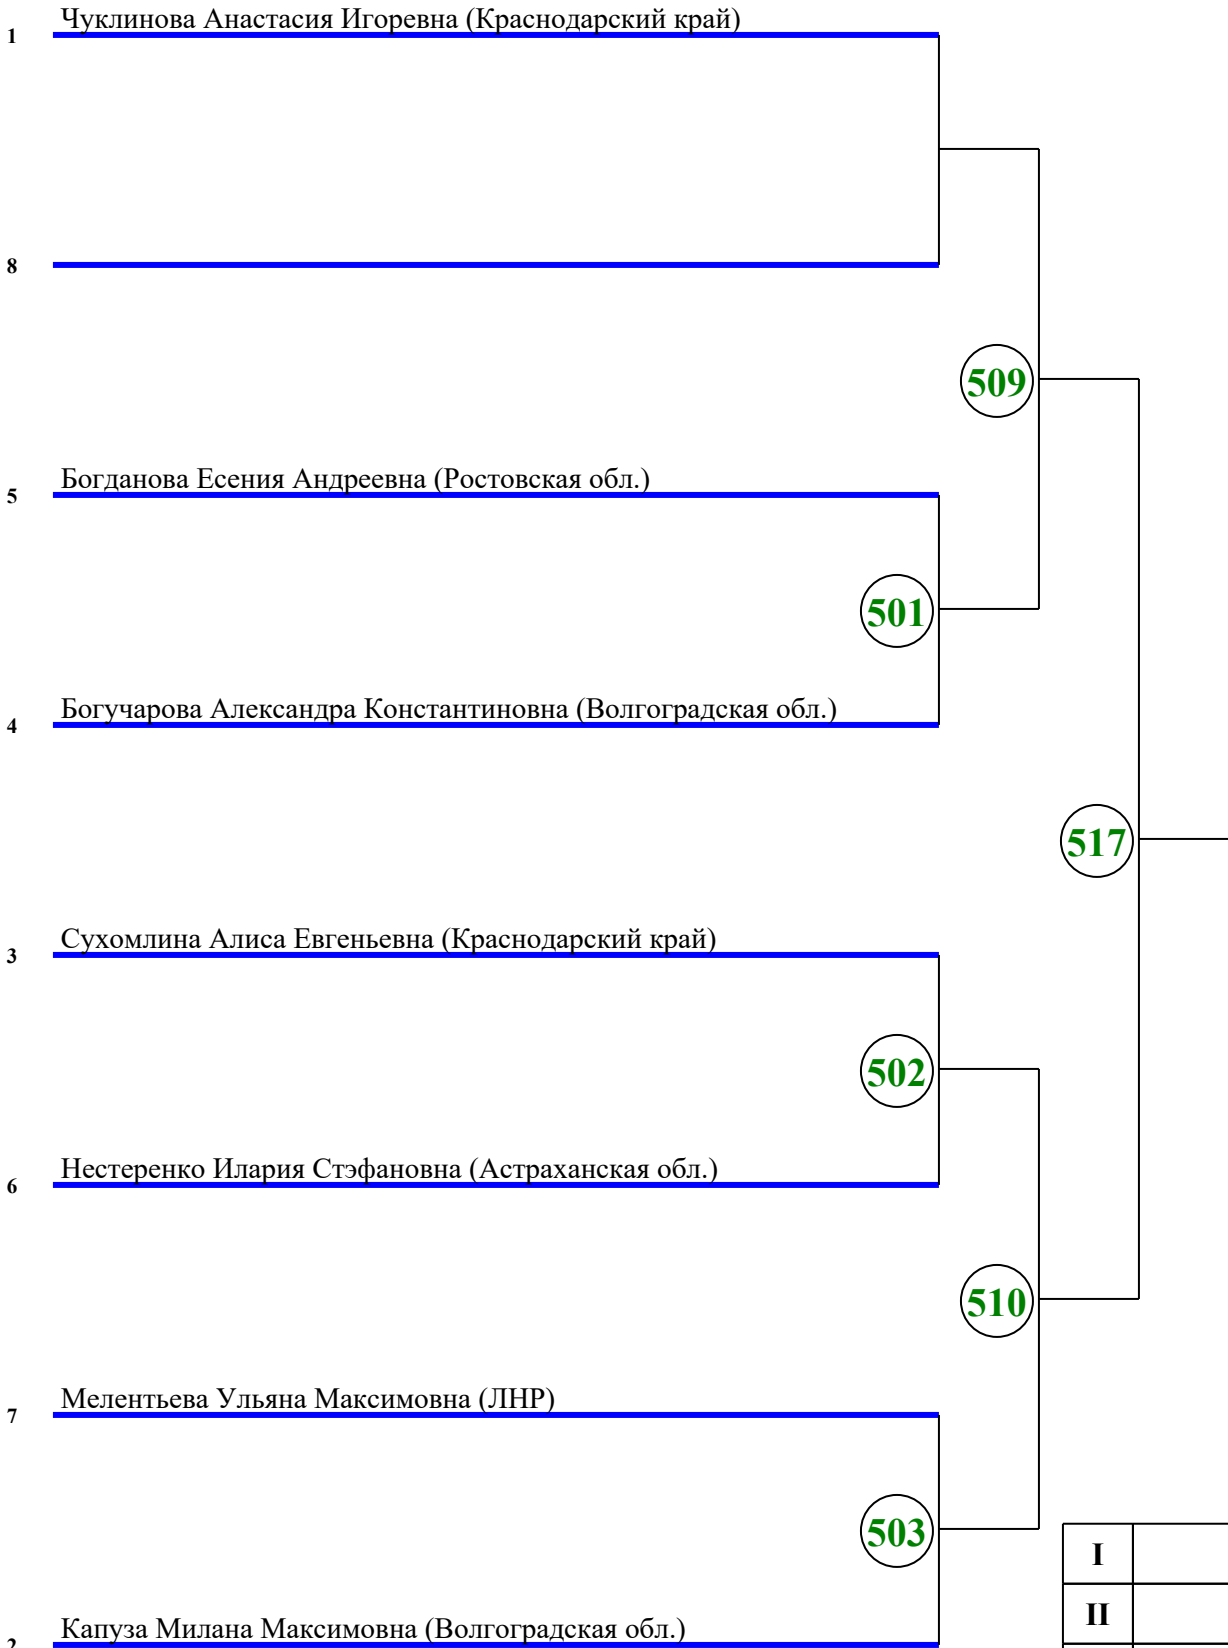 Чуклинова Анастасия Игоревна (Краснодарский край)
1
8
509
Богданова Есения Андреевна (Ростовская обл.)
5
501
Богучарова Александра Константиновна (Волгоградская обл.)
4
517
Сухомлина Алиса Евгеньевна (Краснодарский край)
3
502
Нестеренко Илария Стэфановна (Астраханская обл.)
6
510
Мелентьева Ульяна Максимовна (ЛНР)
7
503
I
II
Капуза Милана Максимовна (Волгоградская обл.)
2